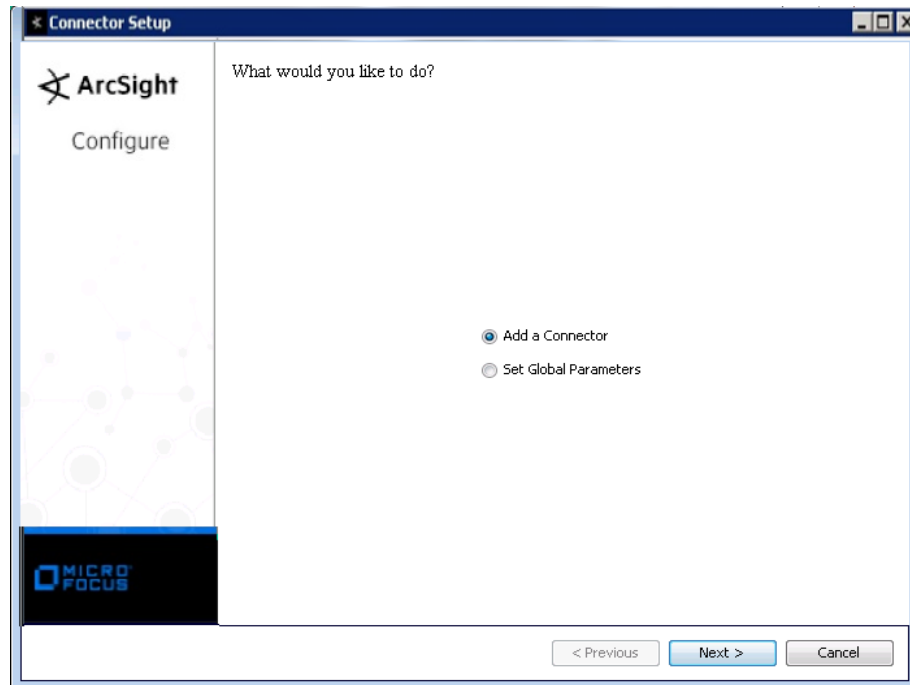 Connector Setup
ArcSight
Configure
What would you like to do?
Add a Connector
Set Global Parameters
MICRO
FOCUS
< Previous
Next >
Cancel